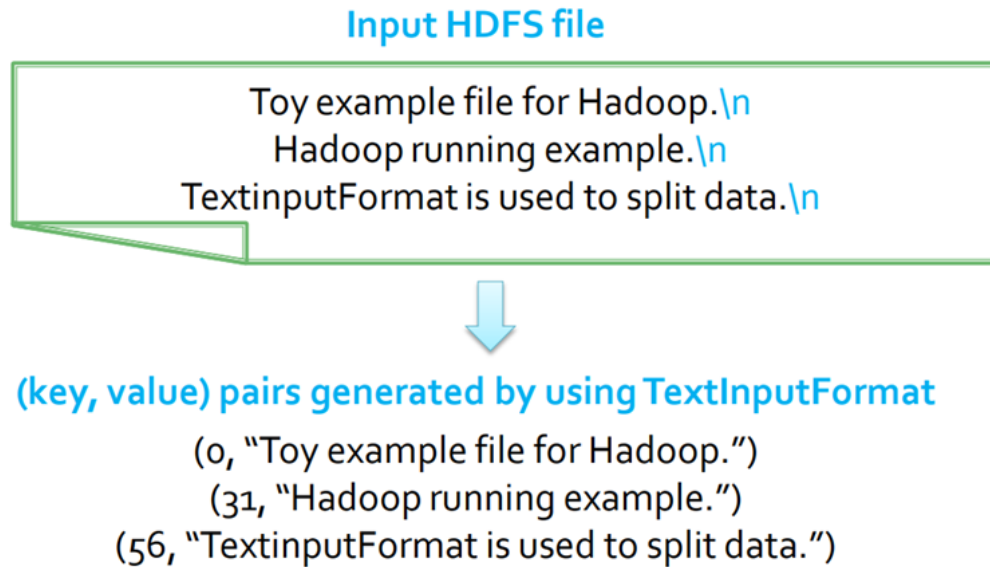 Input HDFS file
Toy example file for Hadoop.\n
Hadoop running example.\n
TextinputFormat is used to split data.\n
(key, value) pairs generated by using TextInputFormat
(0, “Toy example file for Hadoop.”)
(31, “Hadoop running example.”)
(56, “TextinputFormat is used to split data.”)